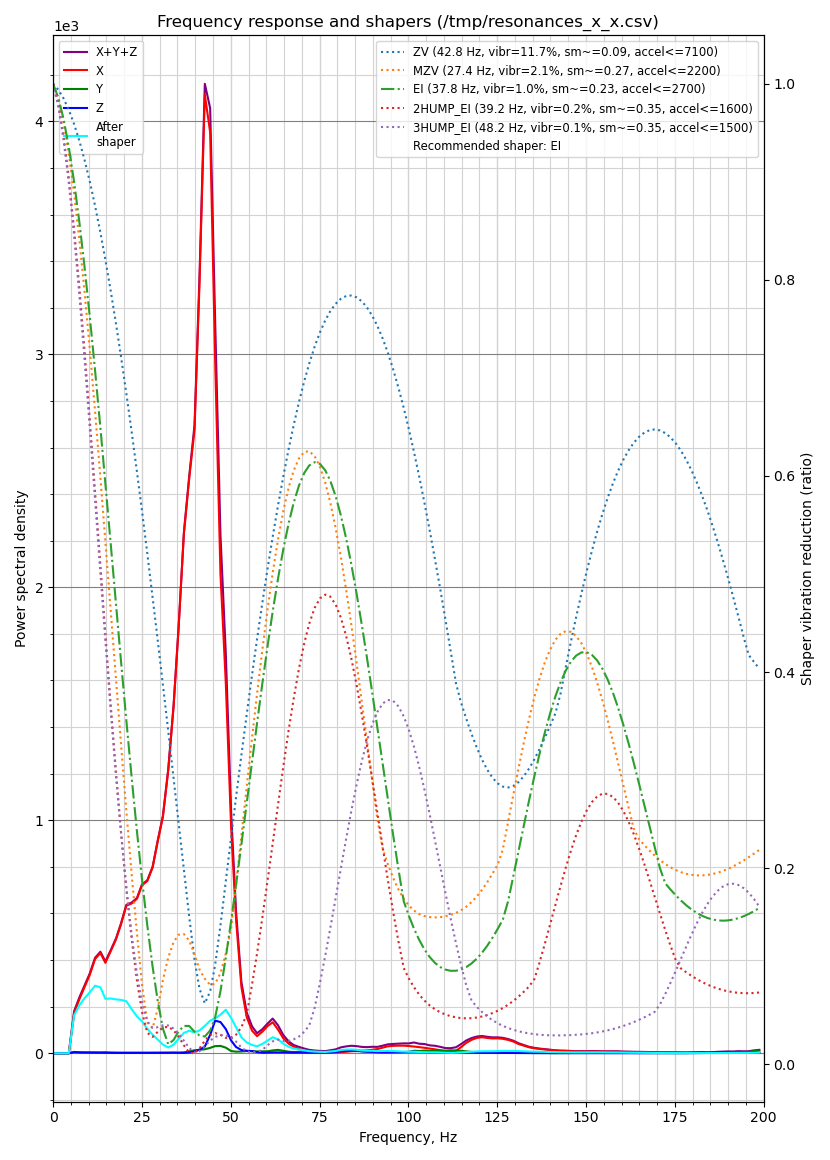 Frequency response and shapers (/tmp/resonances_x_x.csv)
1e3
X+Y+Z
X
Y
Z
After
shaper
ZV (42.8 Hz, vibr=11.7%, sm~=0.09, accel<=7100)
MZV (27.4 Hz, vibr=2.1%, sm~=0.27, accel<=2200)
EI (37.8 Hz, vibr=1.0%, sm~=0.23, accel<=2700)
2HUMP_EI (39.2 Hz, vibr=0.2%, sm~=0.35, accel<=1600)
3HUMP_EI (48.2 Hz, vibr=0.1%, sm~=0.35, accel<=1500)
Recommended shaper: EI
Power spectral density
4
3
2
1
0
1.0
0.8
0.6
0.4
0.2
0.0
Shaper vibration reduction (ratio)
0 25 50 75 100 125 150 175 200
Frequency, Hz